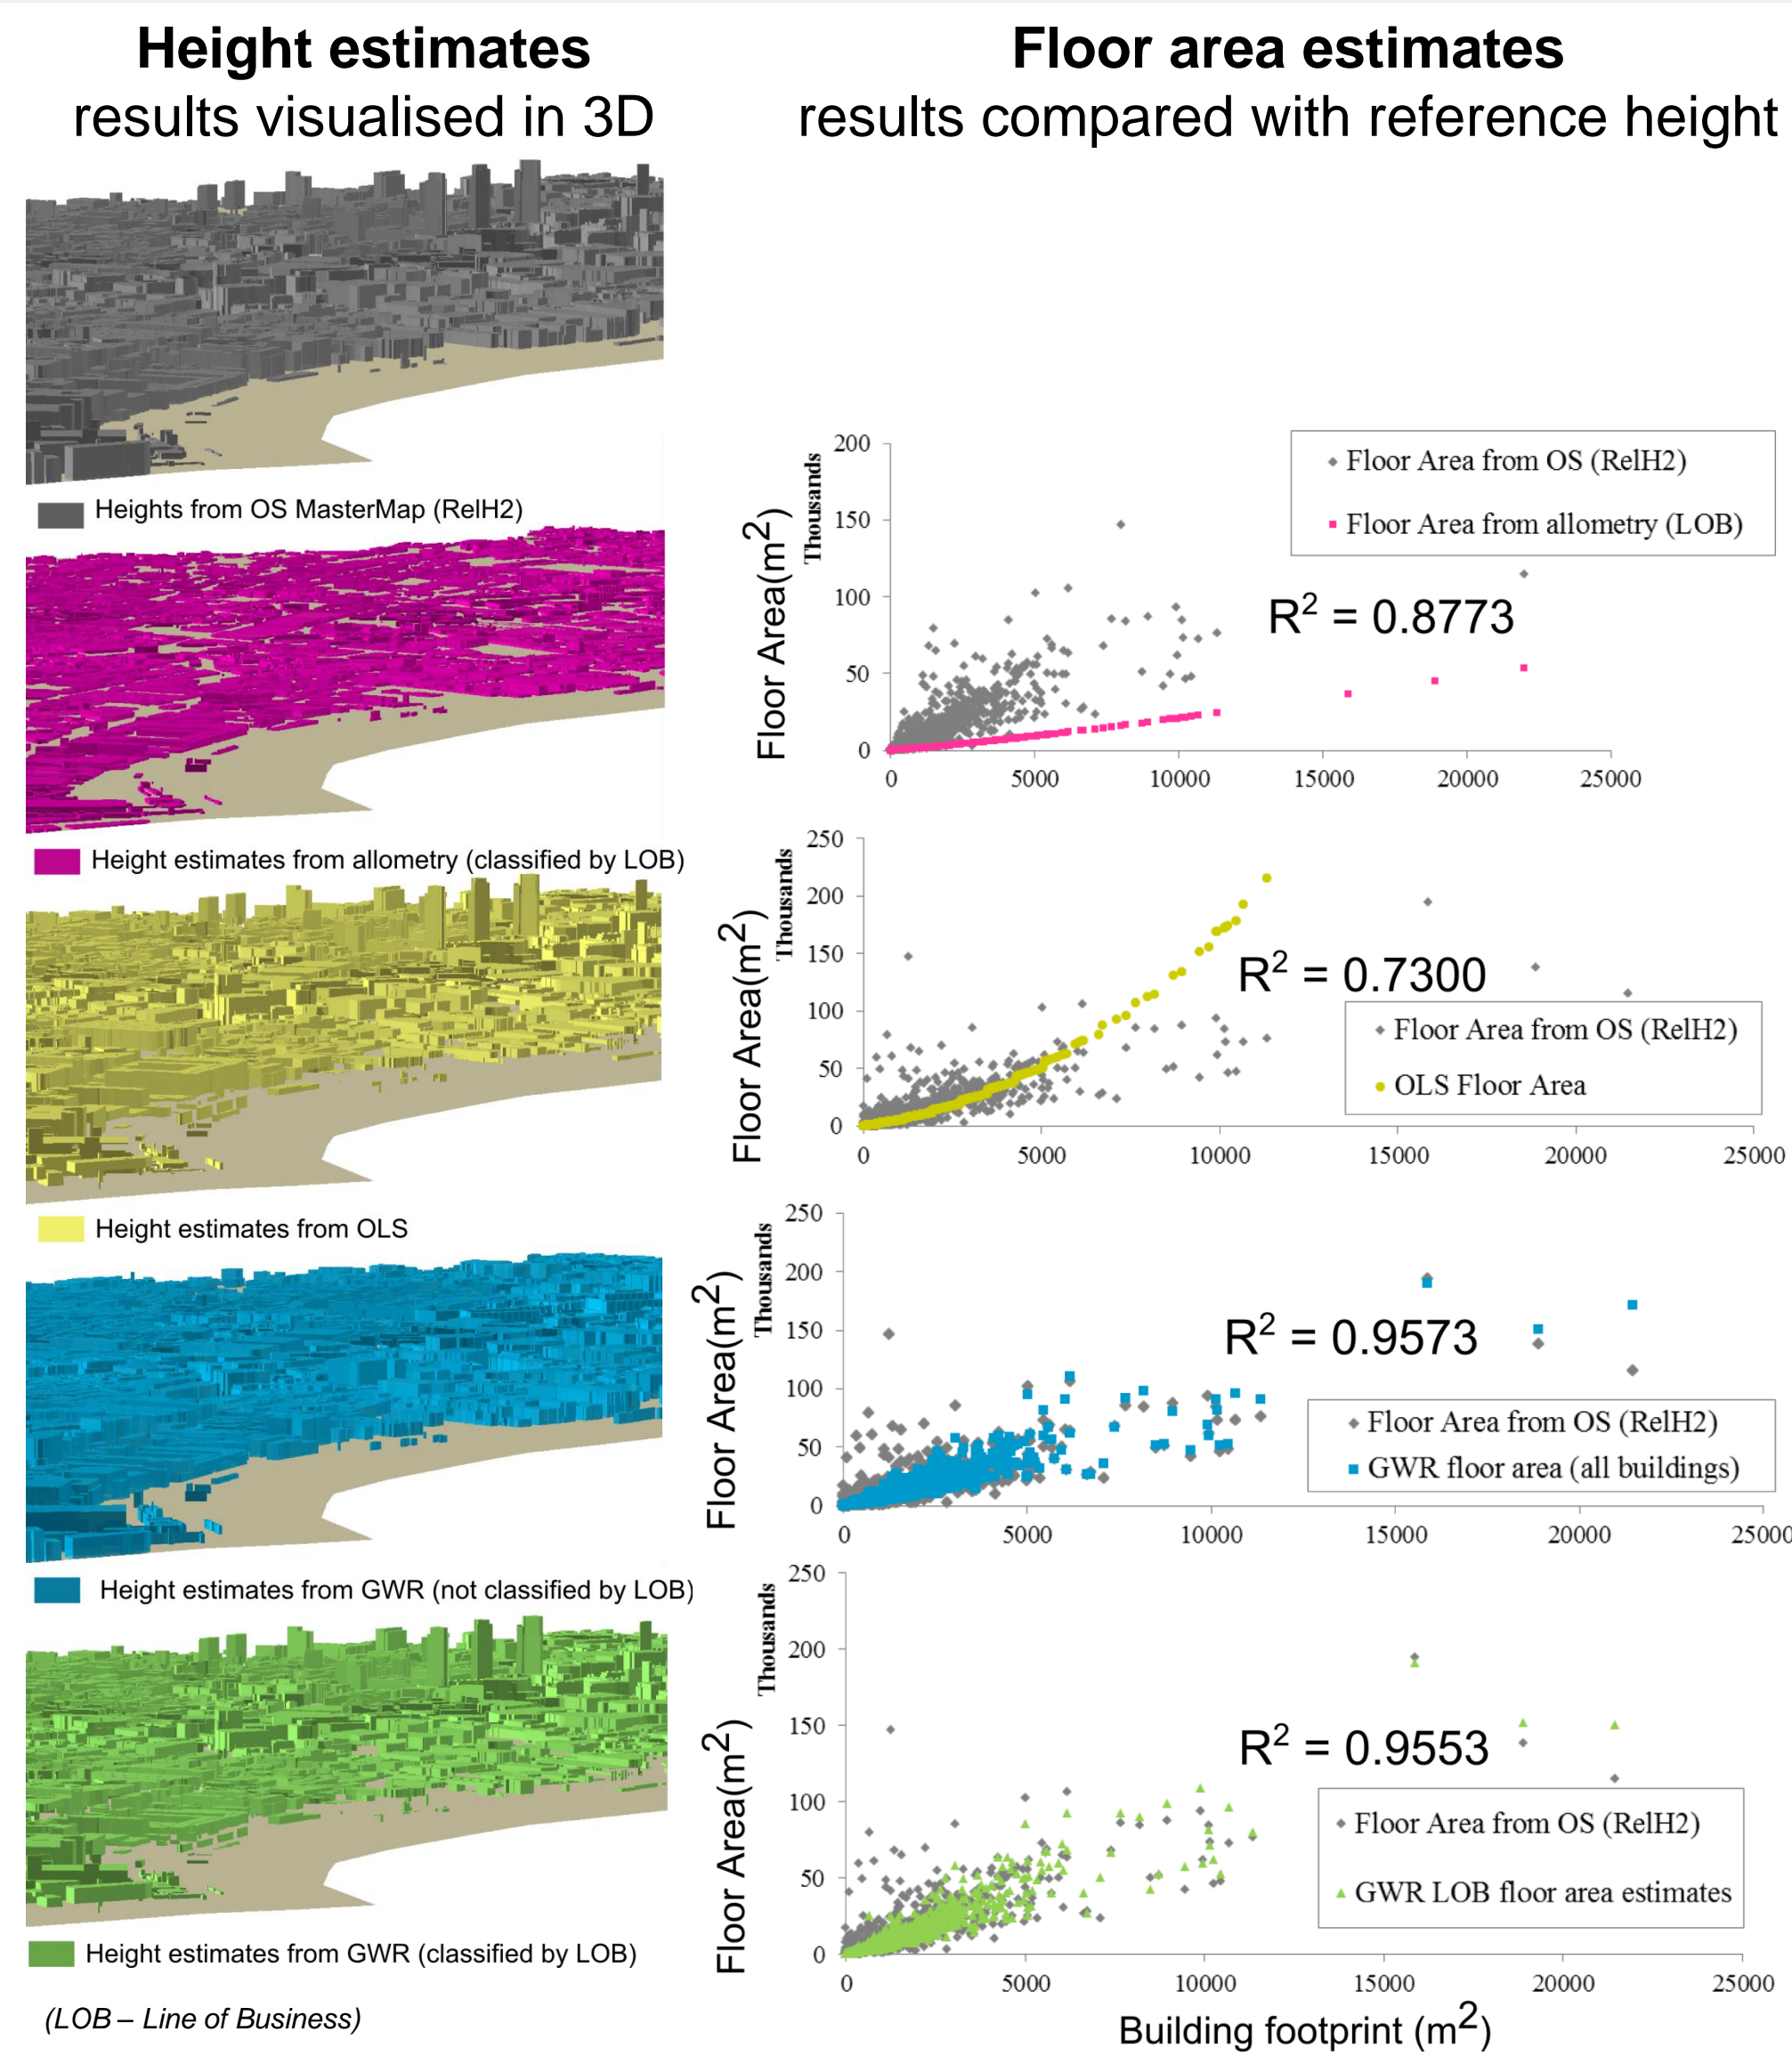 Height estimates
results visualised in 3D
Floor area estimates
results compared with reference height
Heights from OS MasterMap (RelH2)
Floor Area(m2)
Thousands
200
150
100
50
0
0 5000 10000 15000 20000 25000
Floor Area from OS (RelH2)
Floor Area from allometry (LOB)
R2 = 0.8773
Height estimates from allometry (classified by LOB)
Floor Area(m2)
Thousands
250
200
150
100
50
0
0 5000 10000 15000 20000 25000
R2 = 0.7300
Floor Area from OS (RelH2)
OLS Floor Area
Height estimates from OLS
Floor Area(m2)
Thousands
250
200
150
100
50
0
0 5000 10000 15000 20000 25000
R2 = 0.9573
Floor Area from OS (RelH2)
GWR floor area (all buildings)
Height estimates from GWR (not classified by LOB)
Floor Area(m2)
Thousands
250
200
150
100
50
0
0 5000 10000 15000 20000 25000
R2 = 0.9553
Floor Area from OS (RelH2)
GWR LOB floor area estimates
Height estimates from GWR (classified by LOB)
(LOB – Line of Business)
Building footprint (m2)